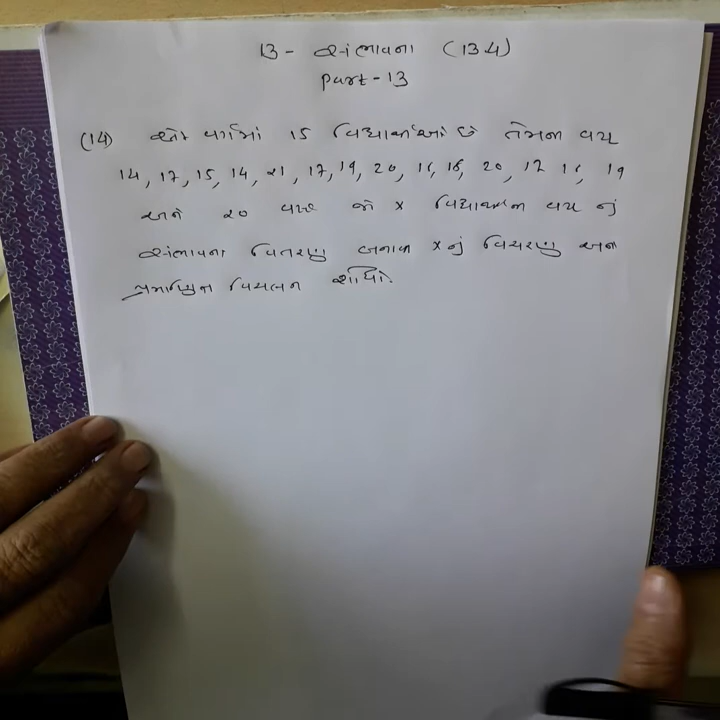 13 - સંભાવના (13.4)
Part-13
(14) એક વર્ગમાં 15 વિદ્યાર્થીઓ છે તેમના વય
14, 17, 15, 14, 21, 17, 19, 20, 16, 18, 20, 17, 16, 19
અને ૨૦ વર્ષ જો x વિદ્યાર્થીના વય નું
સંભાવના વિતરણ બનાવો x નું વિચરણ અને
પ્રમાણિત વિચલન શોધો.